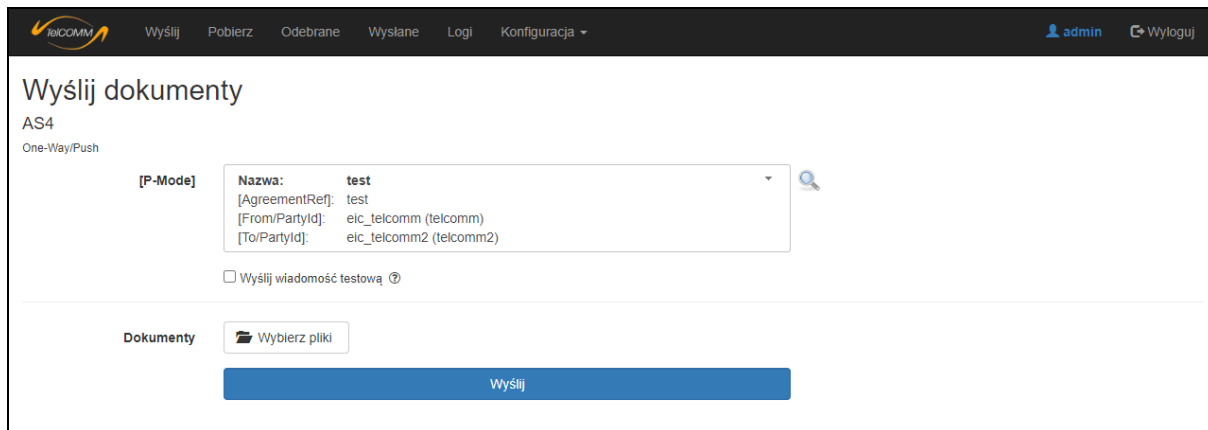 TelCOMM Wyślij Pobierz Odebrane Wysłane Logi Konfiguracja admin Wyloguj
Wyślij dokumenty
AS4
One-Way/Push
[P-Mode] Nazwa: test
[AgreementRef]: test
[From/PartyId]: eic_telcomm (telcomm)
[To/PartyId]: eic_telcomm2 (telcomm2)
Wyślij wiadomość testową ?
Dokumenty Wybierz pliki
Wyślij